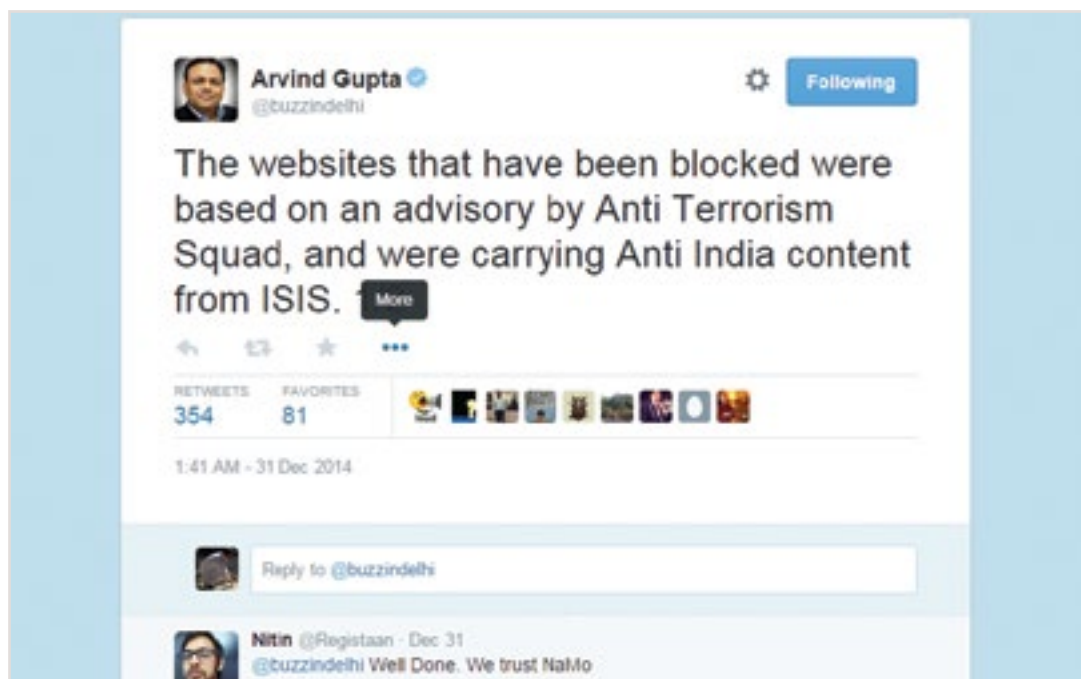 Arvind Gupta
@buzzindelhi
Following
The websites that have been blocked were
based on an advisory by Anti Terrorism
Squad, and were carrying Anti India content
from ISIS.
More
RETWEETS FAVORITES
354 81
1:41 AM - 31 Dec 2014
Reply to @buzzindelhi
Nitin @Registaan · Dec 31
@buzzindelhi Well Done. We trust NaMo